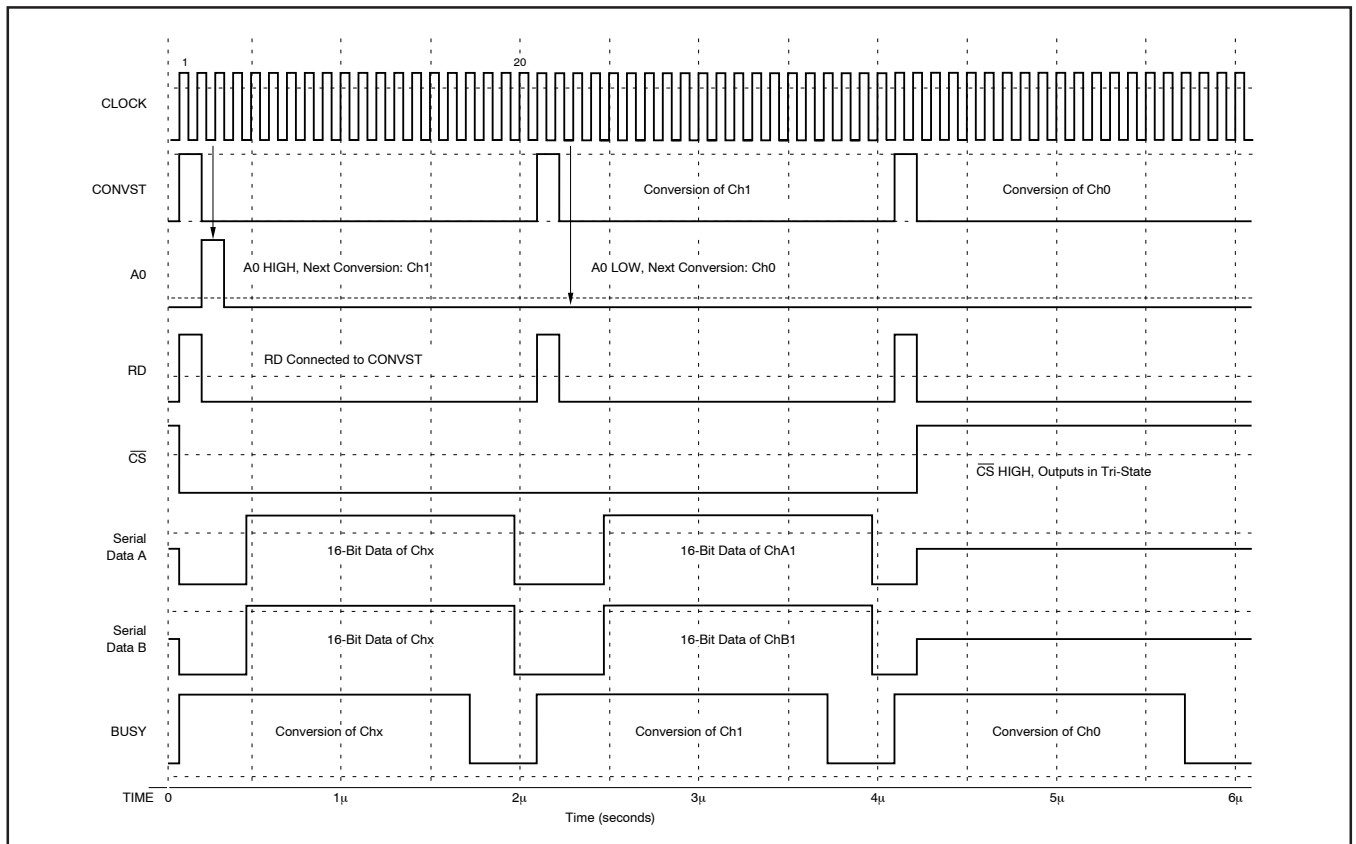 1 20
CLOCK
CONVST
Conversion of Ch1 Conversion of Ch0
A0
A0 HIGH, Next Conversion: Ch1 A0 LOW, Next Conversion: Ch0
RD
RD Connected to CONVST
CS
CS HIGH, Outputs in Tri-State
Serial
Data A
16-Bit Data of Chx 16-Bit Data of ChA1
Serial
Data B
16-Bit Data of Chx 16-Bit Data of ChB1
BUSY
Conversion of Chx Conversion of Ch1 Conversion of Ch0
TIME 0 1μ 2μ 3μ 4μ 5μ 6μ
Time (seconds)